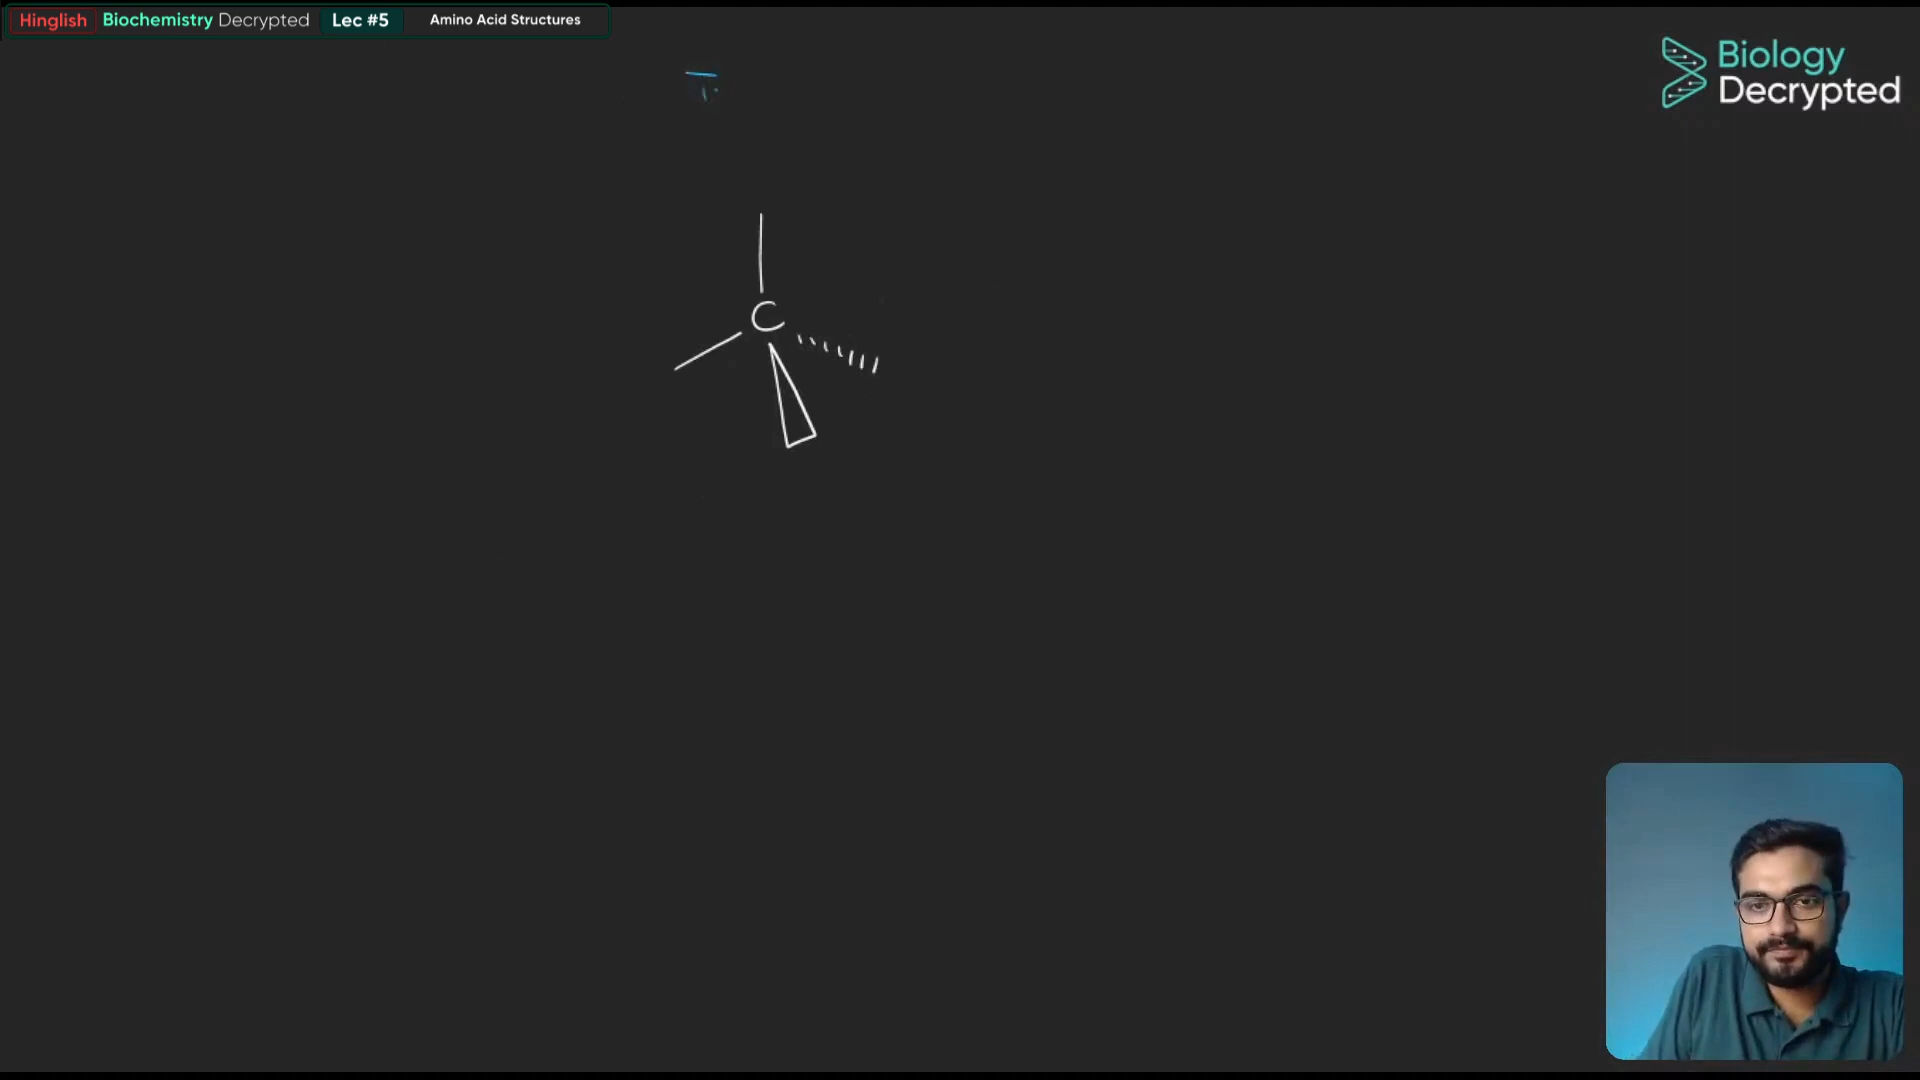 Hinglish Biochemistry Decrypted Lec #5 Amino Acid Structures
Biology
Decrypted
C